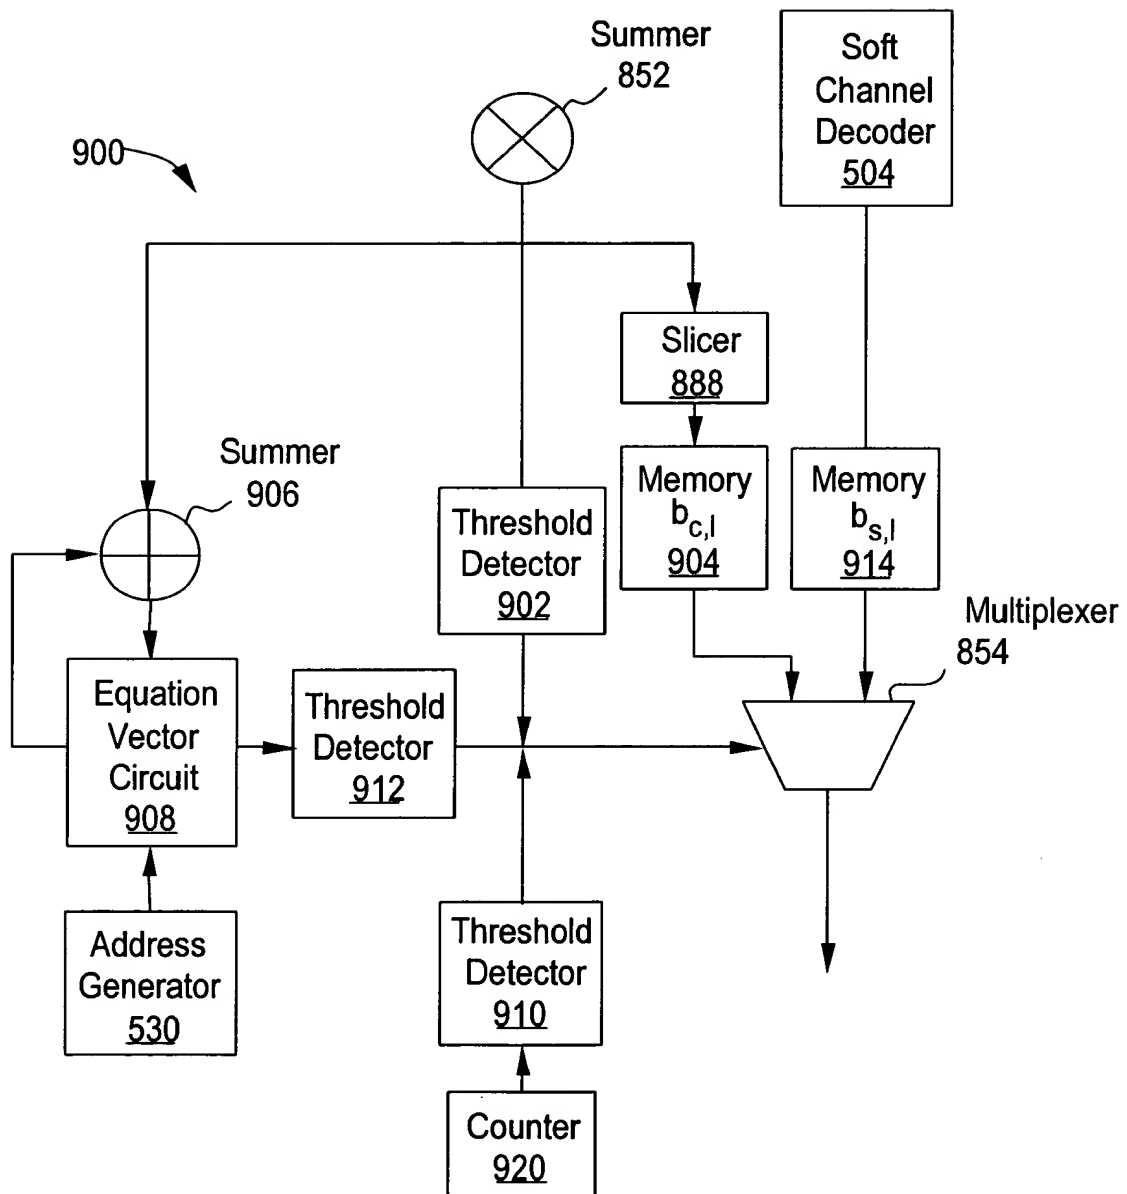 Summer
852
Soft
Channel
Decoder
504
900
Slicer
888
Summer
906
Threshold
Detector
902
Memory
b_{c,l}
904
Memory
b_{s,l}
914
Multiplexer
854
Equation
Vector
Circuit
908
Threshold
Detector
912
Address
Generator
530
Threshold
Detector
910
Counter
920